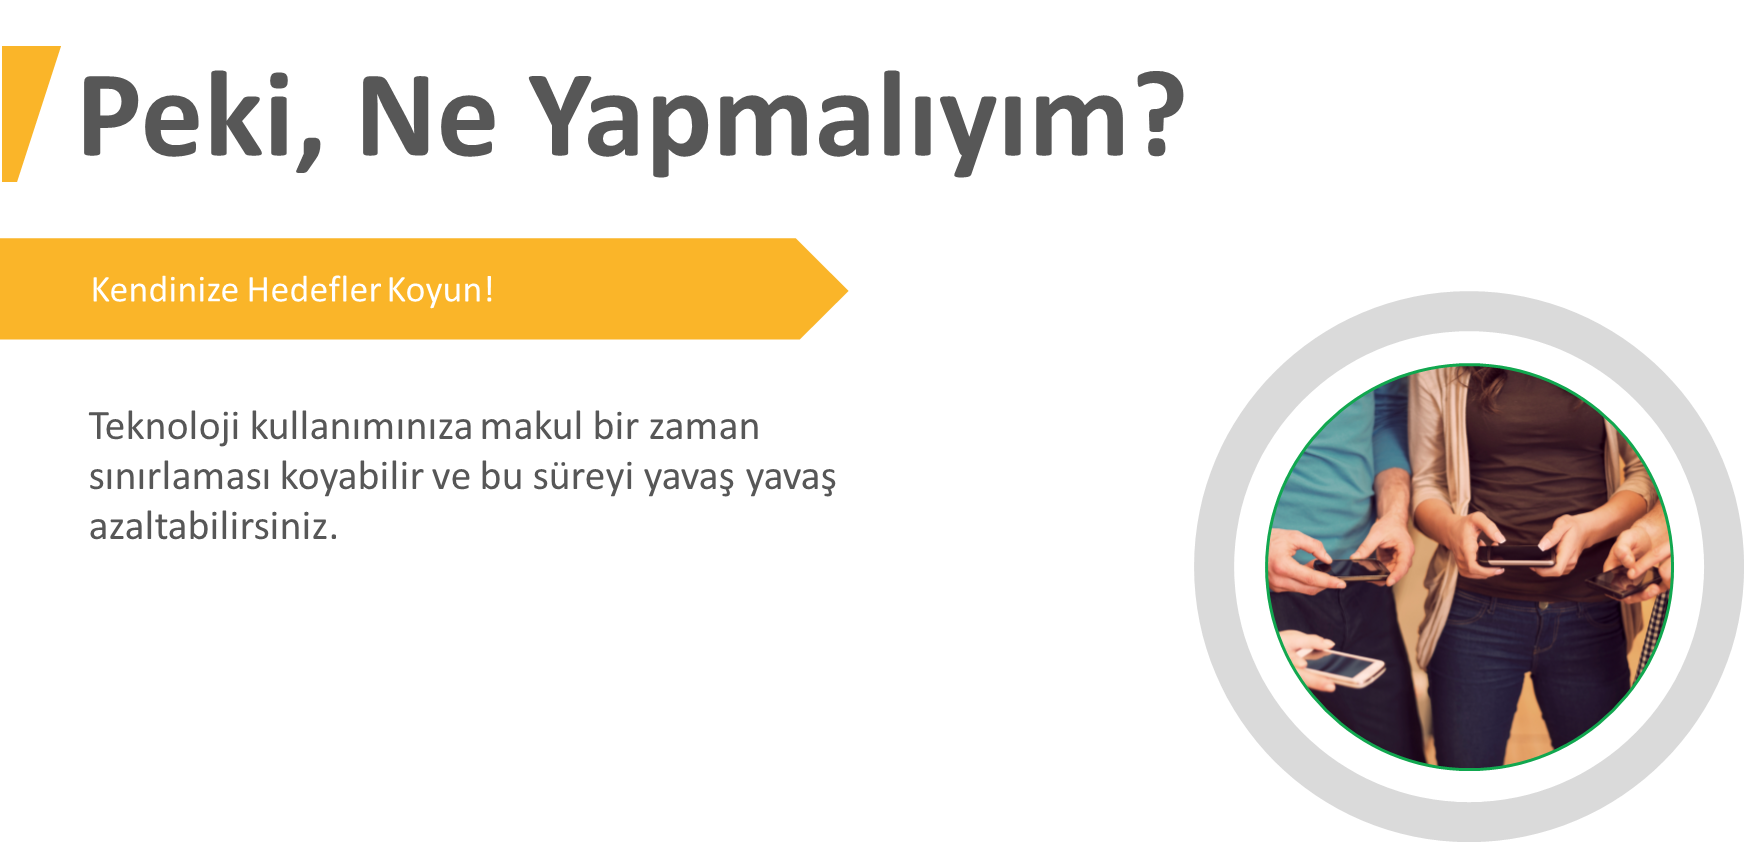 Peki, Ne Yapmalıyım?
Kendinize Hedefler Koyun!
Teknoloji kullanımınıza makul bir zaman
sınırlaması koyabilir ve bu süreyi yavaş yavaş
azaltabilirsiniz.